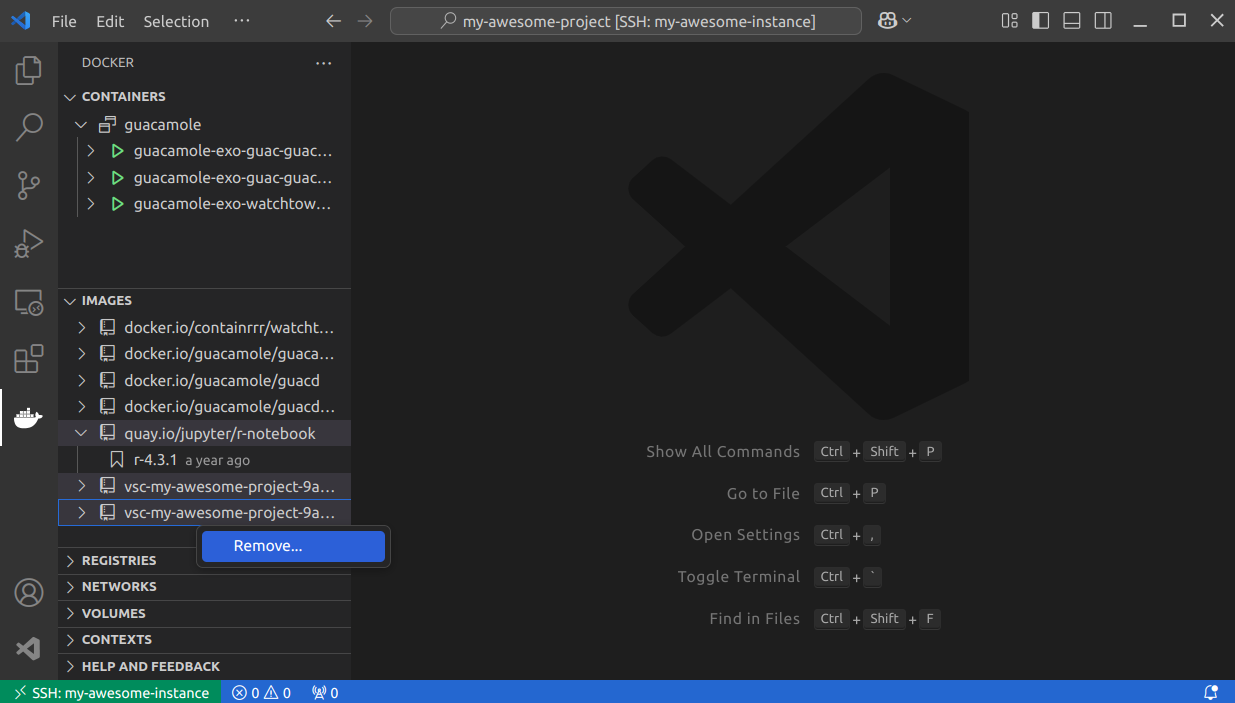 File Edit Selection ···
my-awesome-project [SSH: my-awesome-instance]
DOCKER
CONTAINERS
guacamole
guacamole-exo-guac-guac...
guacamole-exo-guac-guac...
guacamole-exo-watchtow...
IMAGES
docker.io/containrrr/watcht...
docker.io/guacamole/guaca...
docker.io/guacamole/guacd
docker.io/guacamole/guacd...
quay.io/jupyter/r-notebook
r-4.3.1 a year ago
vsc-my-awesome-project-9a...
vsc-my-awesome-project-9a...
Remove...
REGISTRIES
NETWORKS
VOLUMES
CONTEXTS
HELP AND FEEDBACK
Show All Commands Ctrl + Shift + P
Go to File Ctrl + P
Open Settings Ctrl + ,
Toggle Terminal Ctrl + `
Find in Files Ctrl + Shift + F
SSH: my-awesome-instance 0 0 0